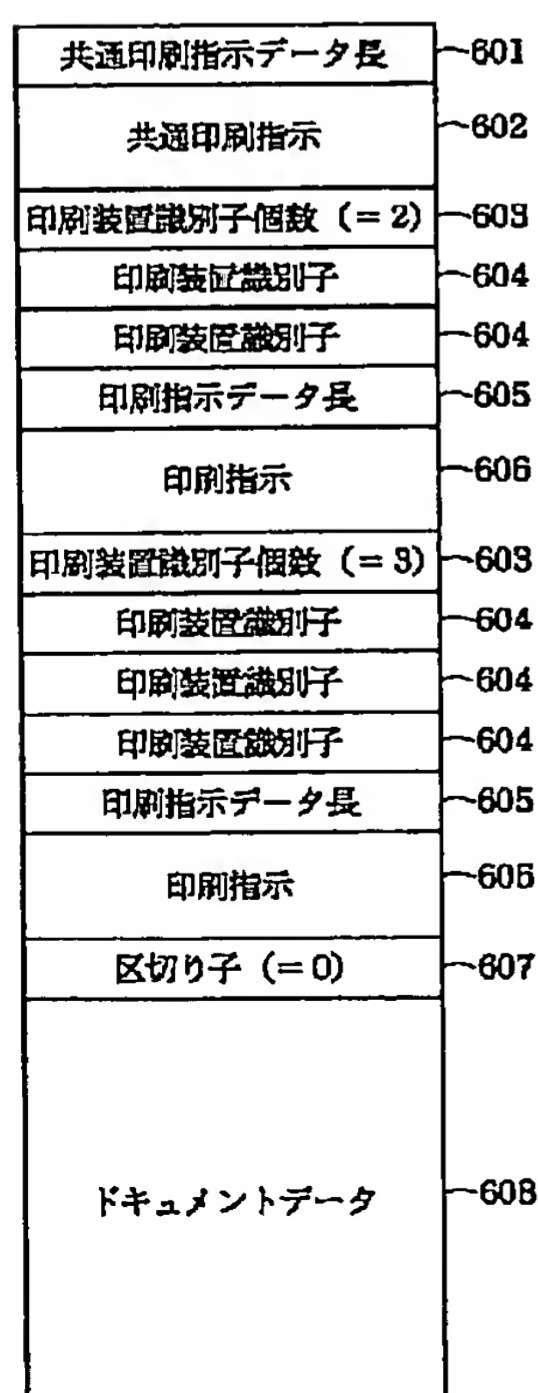 共通印刷指示データ長 601
共通印刷指示 602
印刷装置識別子個数 (=2) 603
印刷装置識別子 604
印刷装置識別子 604
印刷指示データ長 605
印刷指示 606
印刷装置識別子個数 (=3) 603
印刷装置識別子 604
印刷装置識別子 604
印刷装置識別子 604
印刷指示データ長 605
印刷指示 606
区切り子 (=0) 607
ドキュメントデータ 608